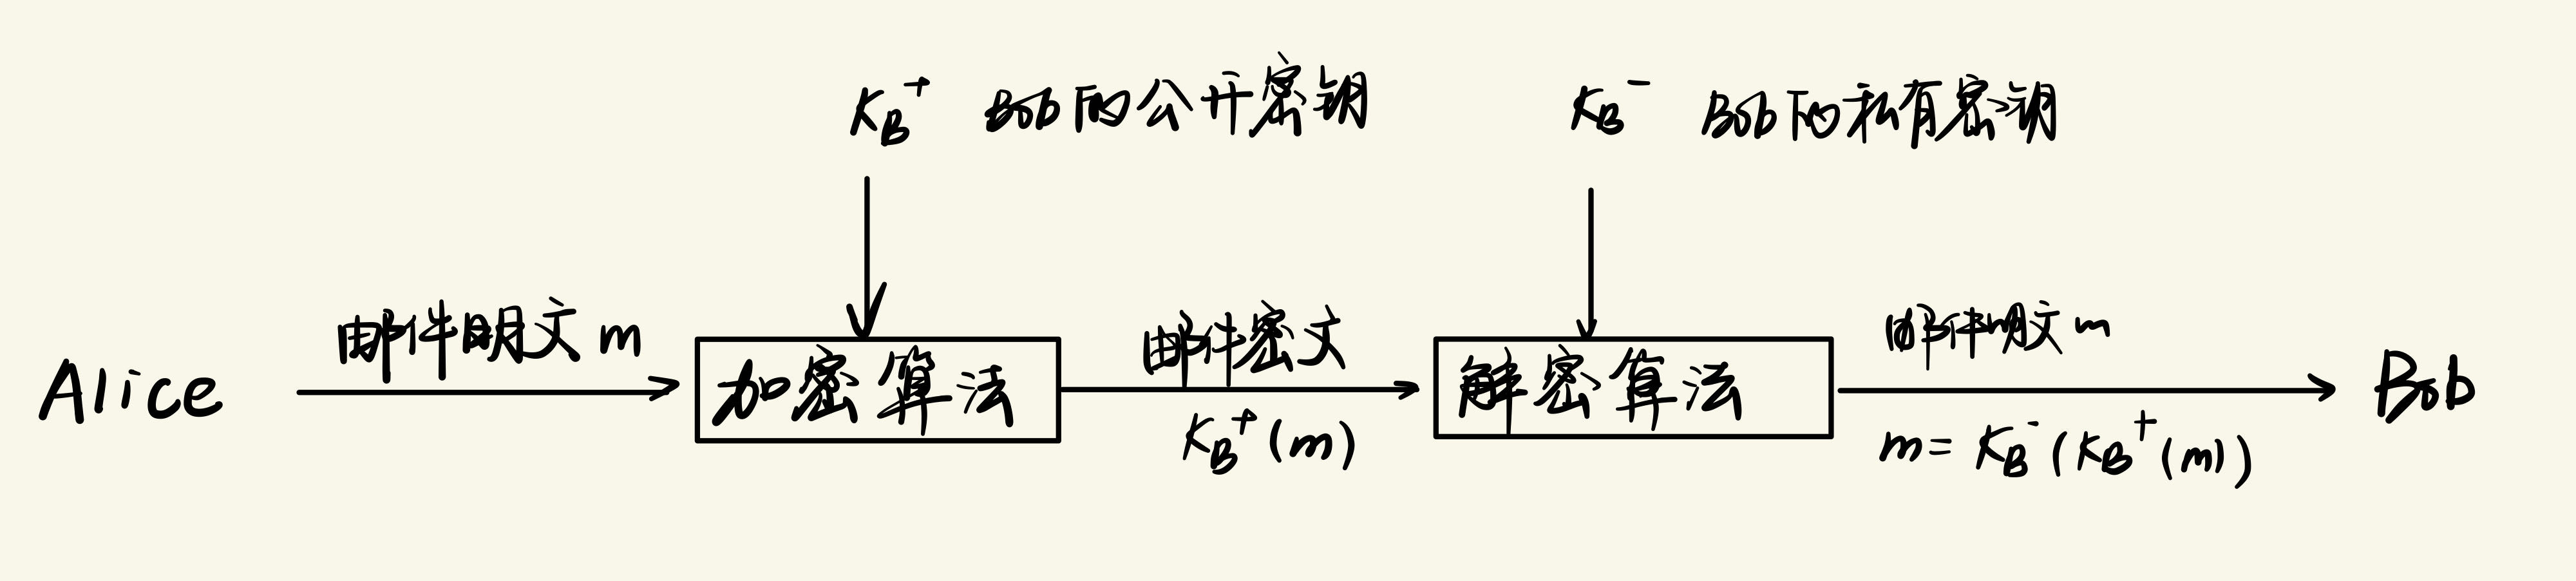 K_B^+ Bob的公开密钥
K_B^- Bob的私有密钥
Alice
邮件明文 m
加密算法
邮件密文
K_B^+(m)
解密算法
邮件明文 m
m = K_B^-(K_B^+(m))
Bob